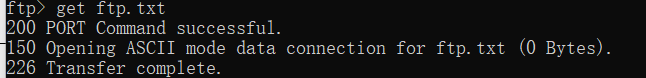 ftp> get ftp.txt
200 PORT Command successful.
150 Opening ASCII mode data connection for ftp.txt (0 Bytes).
226 Transfer complete.